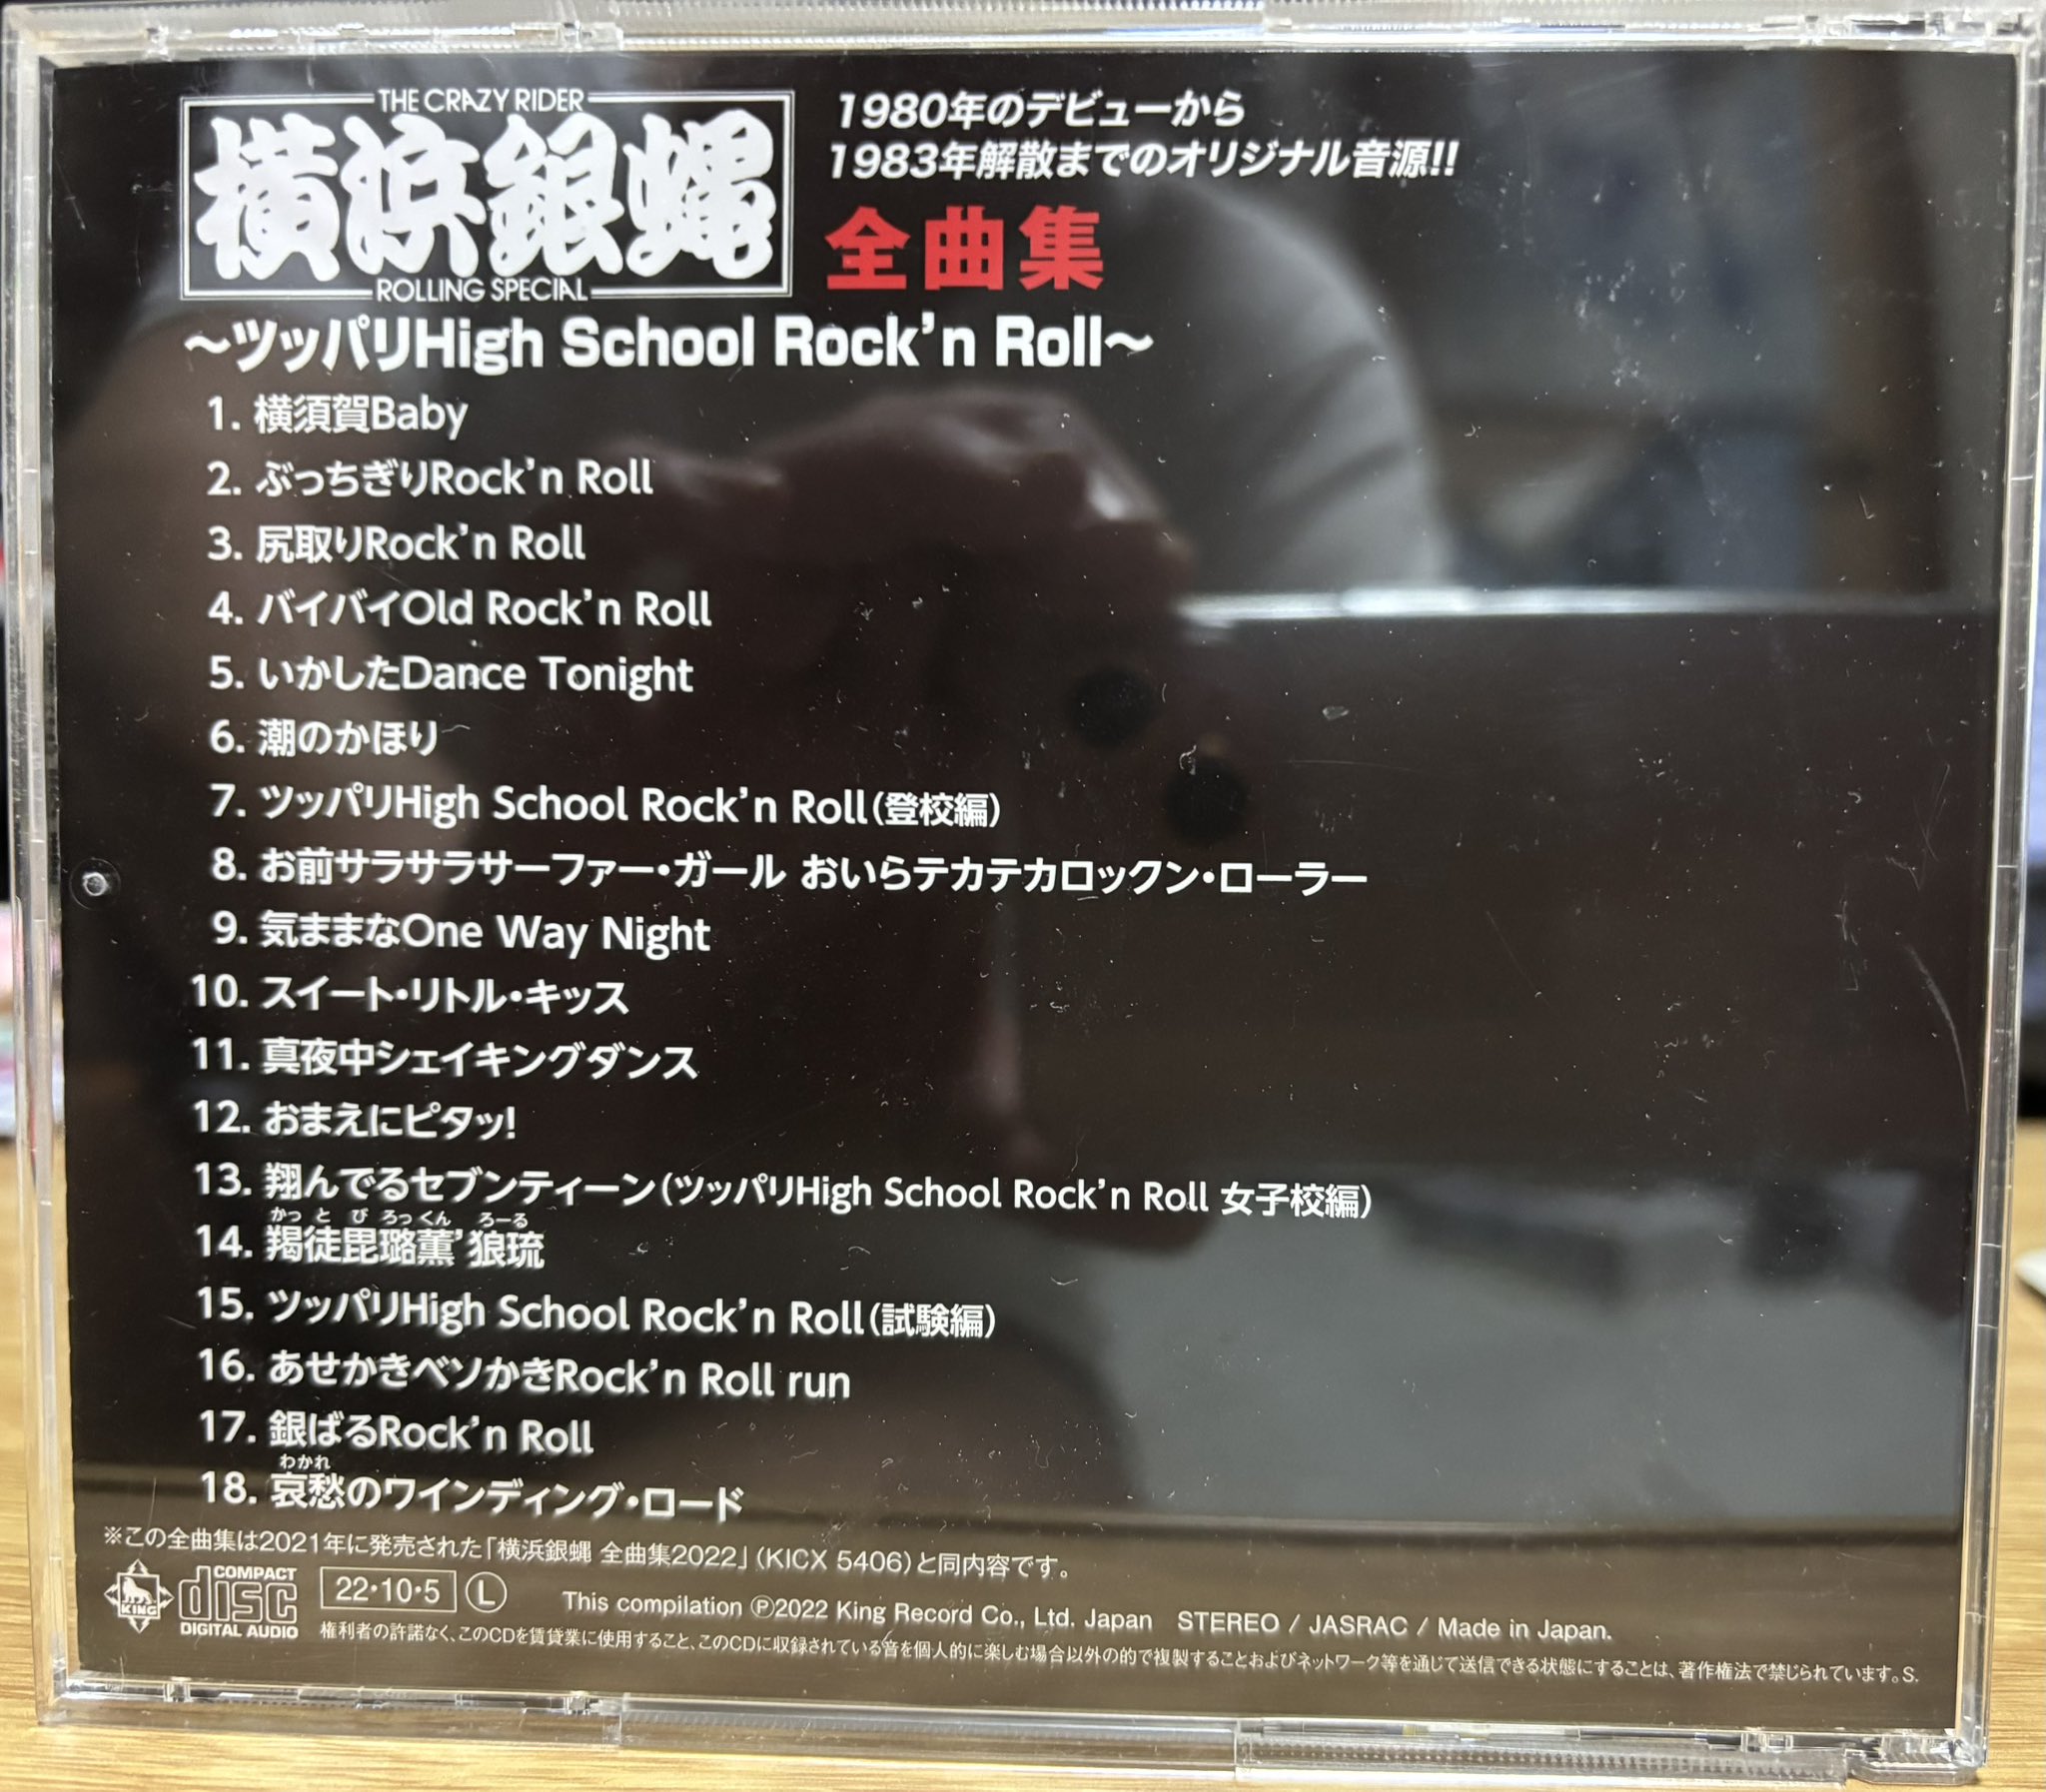 THE CRAZY RIDER
横浜銀蝿
ROLLING SPECIAL
1980年のデビューから
1983年解散までのオリジナル音源!!
全曲集
～ツッパリHigh School Rock'n Roll～
1. 横須賀Baby
2. ぶっちぎりRock'n Roll
3. 尻取りRock'n Roll
4. バイバイOld Rock'n Roll
5. いかしたDance Tonight
6. 潮のかほり
7. ツッパリHigh School Rock'n Roll(登校編)
8. お前サラサラサーファー・ガール おいらテカテカロックン・ローラー
9. 気ままなOne Way Night
10. スイート・リトル・キッス
11. 真夜中シェイキングダンス
12. おまえにピタッ!
13. 翔んでるセブンティーン(ツッパリHigh School Rock'n Roll 女子校編)
かっ と び ろっ くん ろーる
14. 羯徒毘璐薫'狼琉
15. ツッパリHigh School Rock'n Roll(試験編)
16. あせかきベソかきRock'n Roll run
17. 銀ばるRock'n Roll
わかれ
18. 哀愁のワインディング・ロード
※この全曲集は2021年に発売された「横浜銀蝿 全曲集2022」(KICX 5406)と同内容です。
KING
COMPACT
disc
DIGITAL AUDIO
22・10・5
Ⓛ
This compilation Ⓟ2022 King Record Co., Ltd. Japan STEREO / JASRAC / Made in Japan.
権利者の許諾なく、このCDを賃貸業に使用すること、このCDに収録されている音を個人的に楽しむ場合以外の的で複製することおよびネットワーク等を通じて送信できる状態にすることは、著作権法で禁じられています。S.